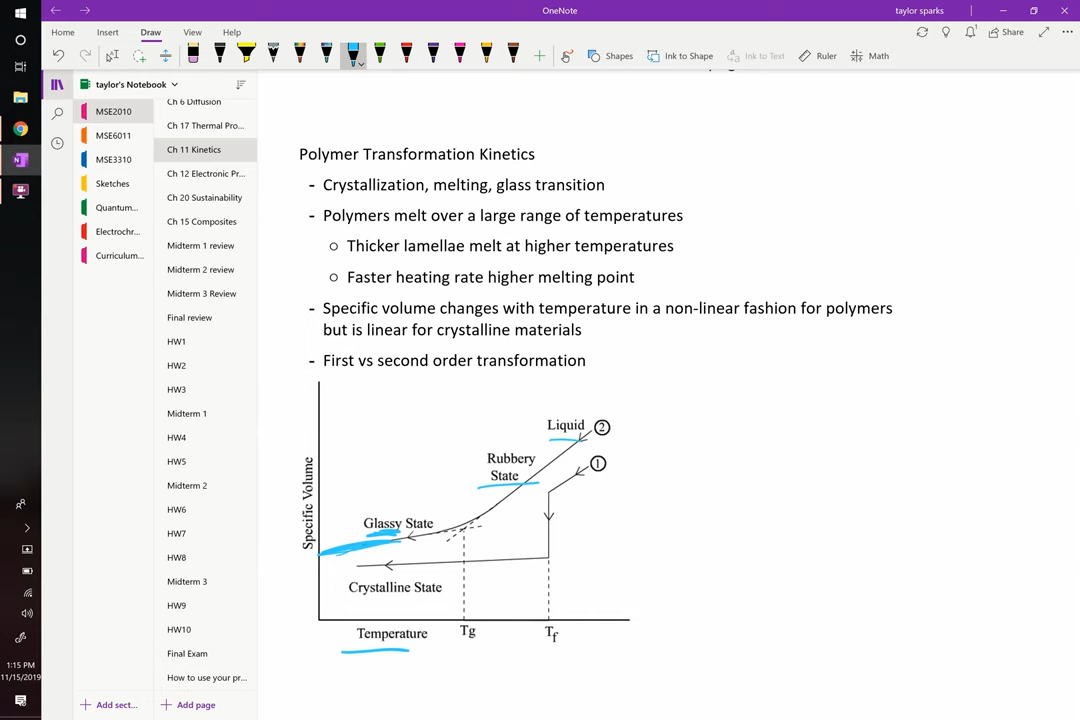 OneNote
taylor sparks
Home
Insert
Draw
View
Help
Share
Shapes
Ink to Shape
Ink to Text
Ruler
Math
taylor's Notebook
MSE2010
MSE6011
MSE3310
Sketches
Quantum...
Electrochr...
Curriculum...
Add sect...
Ch 6 Diffusion
Ch 17 Thermal Pro...
Ch 11 Kinetics
Ch 12 Electronic Pr...
Ch 20 Sustainability
Ch 15 Composites
Midterm 1 review
Midterm 2 review
Midterm 3 Review
Final review
HW1
HW2
HW3
Midterm 1
HW4
HW5
Midterm 2
HW6
HW7
HW8
Midterm 3
HW9
HW10
Final Exam
How to use your pr...
Add page
Polymer Transformation Kinetics
- Crystallization, melting, glass transition
- Polymers melt over a large range of temperatures
○ Thicker lamellae melt at higher temperatures
○ Faster heating rate higher melting point
- Specific volume changes with temperature in a non-linear fashion for polymers
but is linear for crystalline materials
- First vs second order transformation
Specific Volume
Liquid ②
Rubbery
State
①
Glassy State
Crystalline State
Temperature
Tg
Tf
1:15 PM
11/15/2019